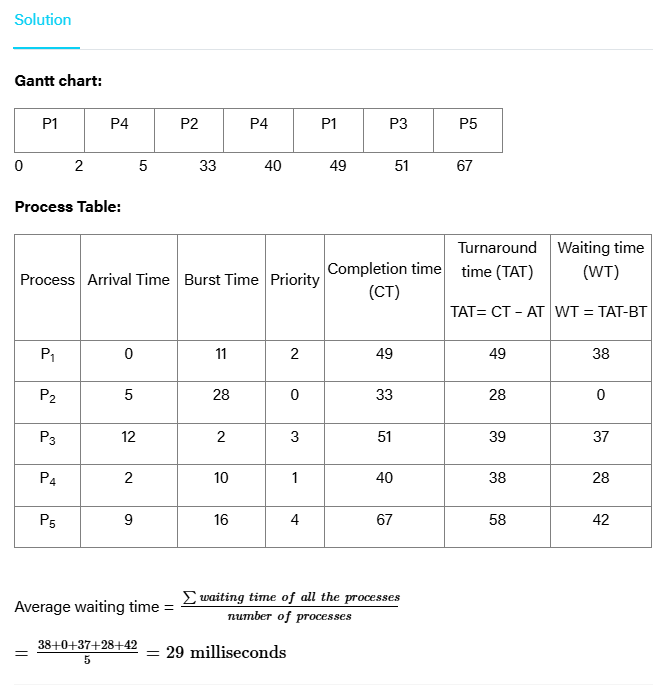 Solution
Gantt chart:
P1 P4 P2 P4 P1 P3 P5
0 2 5 33 40 49 51 67
Process Table:
Process Arrival Time Burst Time Priority Completion time (CT) Turnaround time (TAT) TAT= CT – AT Waiting time (WT) WT = TAT-BT
P₁ 0 11 2 49 49 38
P₂ 5 28 0 33 28 0
P₃ 12 2 3 51 39 37
P₄ 2 10 1 40 38 28
P₅ 9 16 4 67 58 42
Average waiting time = ∑ waiting time of all the processes / number of processes
= 38+0+37+28+42 / 5 = 29 milliseconds